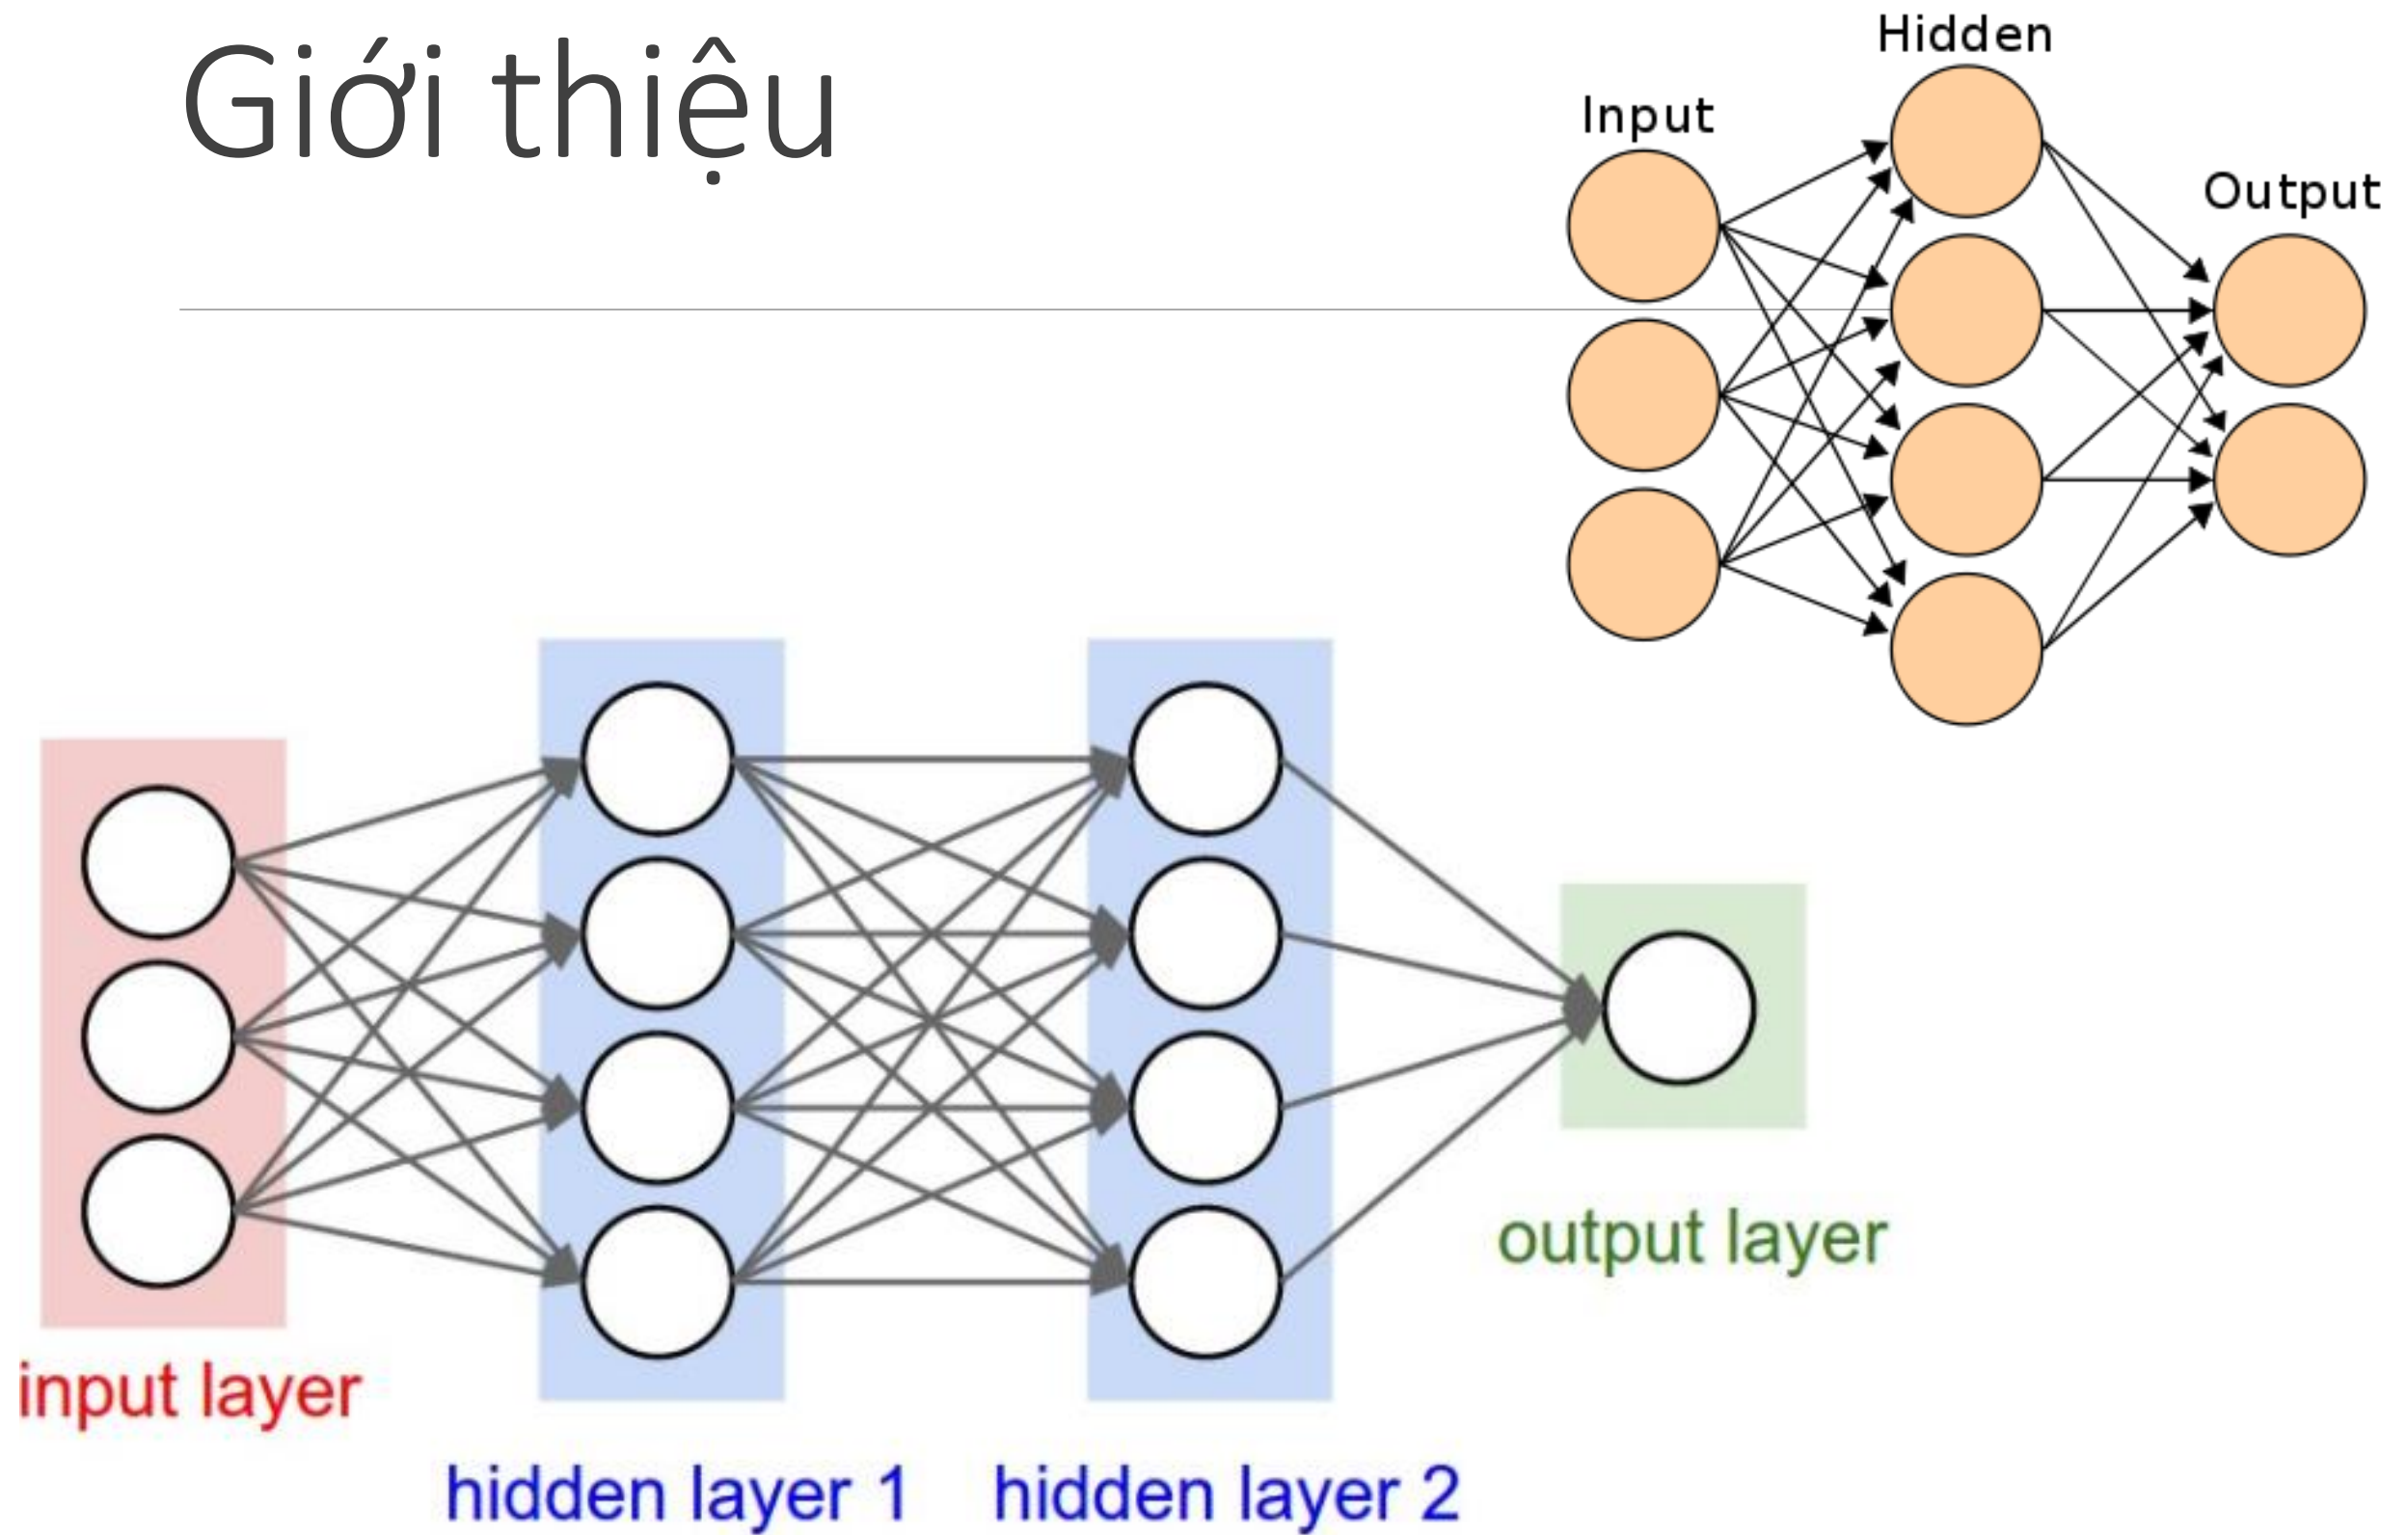 Giới thiệu
Hidden
Input
Output
input layer
hidden layer 1
hidden layer 2
output layer